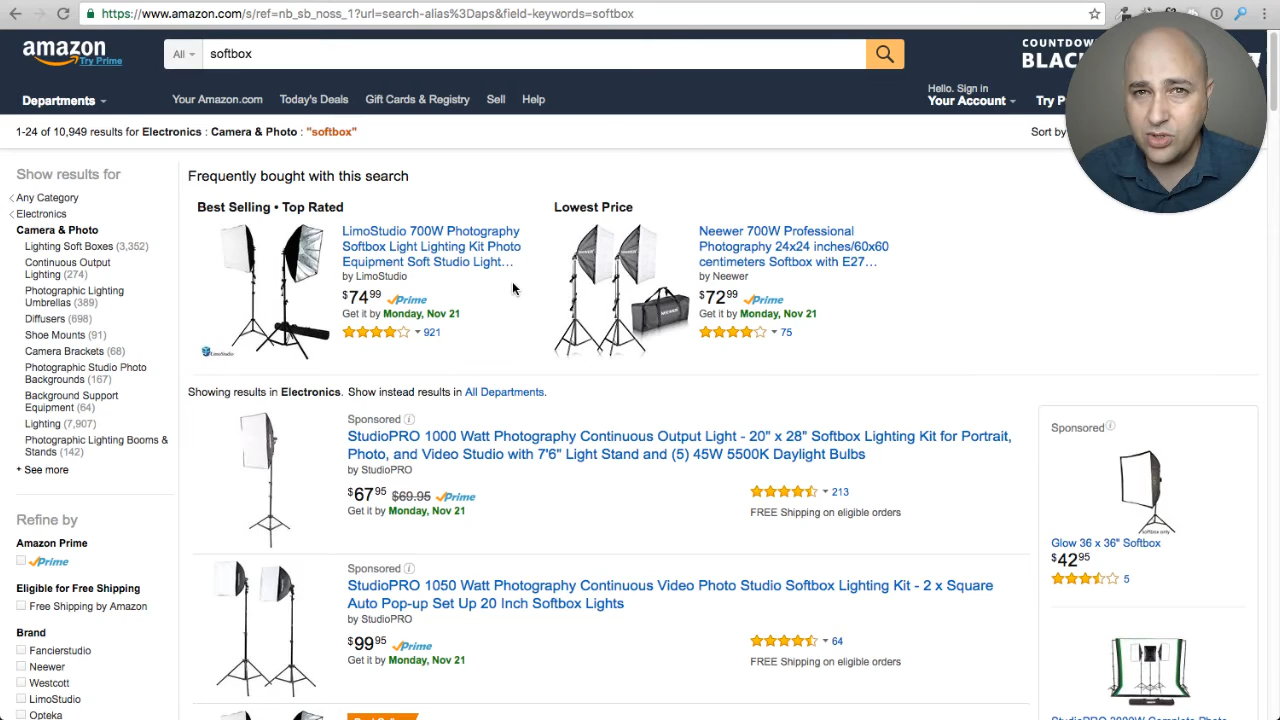 https://www.amazon.com/s/ref=nb_sb_noss_1?url=search-alias%3Daps&field-keywords=softbox
amazon
Try Prime
All
softbox
COUNTDOWN
BLAC
Departments
Your Amazon.com
Today's Deals
Gift Cards & Registry
Sell
Help
Hello. Sign in
Your Account
Try P
1-24 of 10,949 results for Electronics : Camera & Photo : "softbox"
Sort by
Show results for
Any Category
Electronics
Camera & Photo
Lighting Soft Boxes (3,352)
Continuous Output
Lighting (274)
Photographic Lighting
Umbrellas (389)
Diffusers (698)
Shoe Mounts (91)
Camera Brackets (68)
Photographic Studio Photo
Backgrounds (167)
Background Support
Equipment (64)
Lighting (7,907)
Photographic Lighting Booms &
Stands (142)
+ See more
Refine by
Amazon Prime
Prime
Eligible for Free Shipping
Free Shipping by Amazon
Brand
Fancierstudio
Neewer
Westcott
LimoStudio
Opteka
Frequently bought with this search
Best Selling • Top Rated
LimoStudio
LimoStudio 700W Photography
Softbox Light Lighting Kit Photo
Equipment Soft Studio Light…
by LimoStudio
$74 99 Prime
Get it by Monday, Nov 21
921
Lowest Price
NEEWER
Neewer 700W Professional
Photography 24x24 inches/60x60
centimeters Softbox with E27…
by Neewer
$72 99 Prime
Get it by Monday, Nov 21
75
Showing results in Electronics. Show instead results in All Departments.
Sponsored
StudioPRO 1000 Watt Photography Continuous Output Light - 20" x 28" Softbox Lighting Kit for Portrait,
Photo, and Video Studio with 7'6" Light Stand and (5) 45W 5500K Daylight Bulbs
by StudioPRO
$67 95 $69.95 Prime
Get it by Monday, Nov 21
213
FREE Shipping on eligible orders
Sponsored
StudioPRO 1050 Watt Photography Continuous Video Photo Studio Softbox Lighting Kit - 2 x Square
Auto Pop-up Set Up 20 Inch Softbox Lights
by StudioPRO
$99 95 Prime
Get it by Monday, Nov 21
64
FREE Shipping on eligible orders
Sponsored
softbox only
Glow 36 x 36" Softbox
$42 95
5